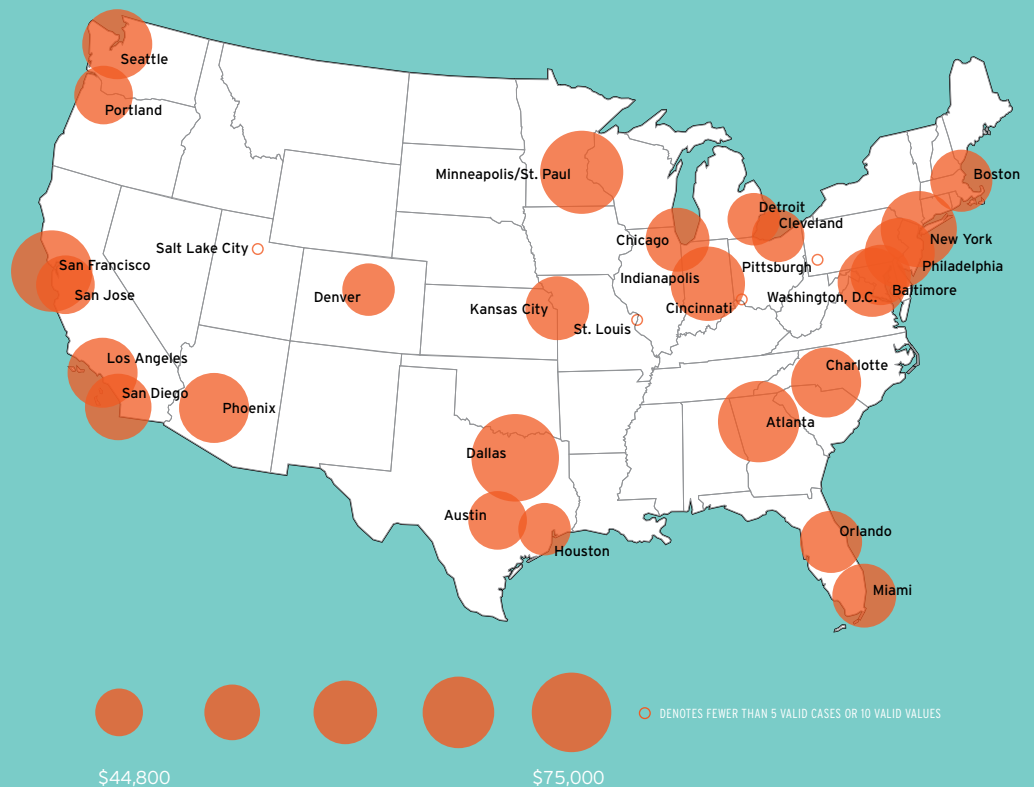 Seattle
Portland
Minneapolis/St. Paul
Boston
Detroit
Cleveland
Chicago
New York
Salt Lake City
San Francisco
Pittsburgh
Philadelphia
Indianapolis
San Jose
Denver
Baltimore
Washington, D.C.
Kansas City
Cincinnati
St. Louis
Los Angeles
Charlotte
San Diego
Phoenix
Atlanta
Dallas
Austin
Orlando
Houston
Miami
DENOTES FEWER THAN 5 VALID CASES OR 10 VALID VALUES
$44,800
$75,000